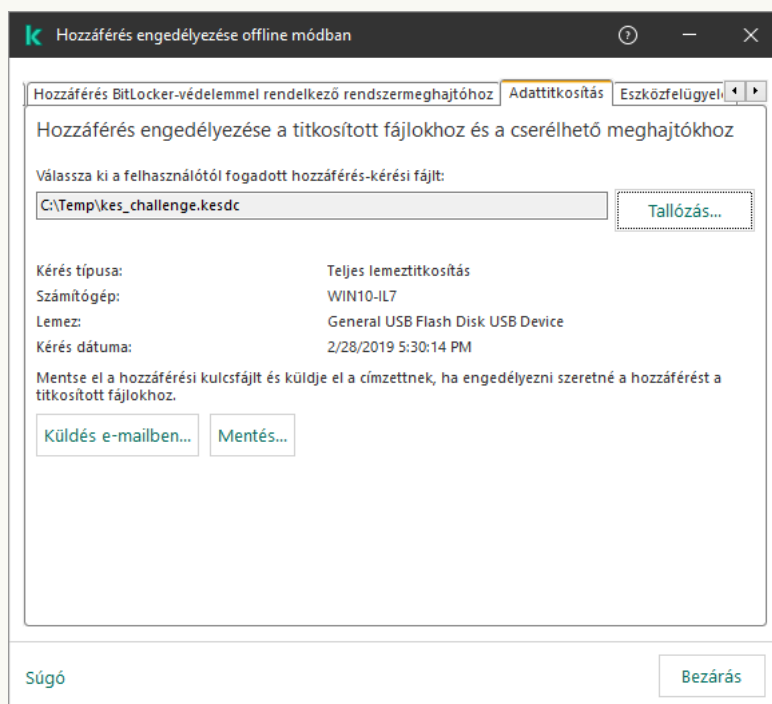 Hozzáférés engedélyezése offline módban
Hozzáférés BitLocker-védelemmel rendelkező rendszermeghajtóhoz Adattitkosítás Eszközfelügyel
Hozzáférés engedélyezése a titkosított fájlokhoz és a cserélhető meghajtókhoz
Válassza ki a felhasználótól fogadott hozzáférés-kérési fájlt:
C:\Temp\kes_challenge.kesdc
Tallózás...
Kérés típusa: Teljes lemeztitkosítás
Számítógép: WIN10-IL7
Lemez: General USB Flash Disk USB Device
Kérés dátuma: 2/28/2019 5:30:14 PM
Mentse el a hozzáférési kulcsfájlt és küldje el a címzettnek, ha engedélyezni szeretné a hozzáférést a
titkosított fájlokhoz.
Küldés e-mailben... Mentés...
Súgó Bezárás